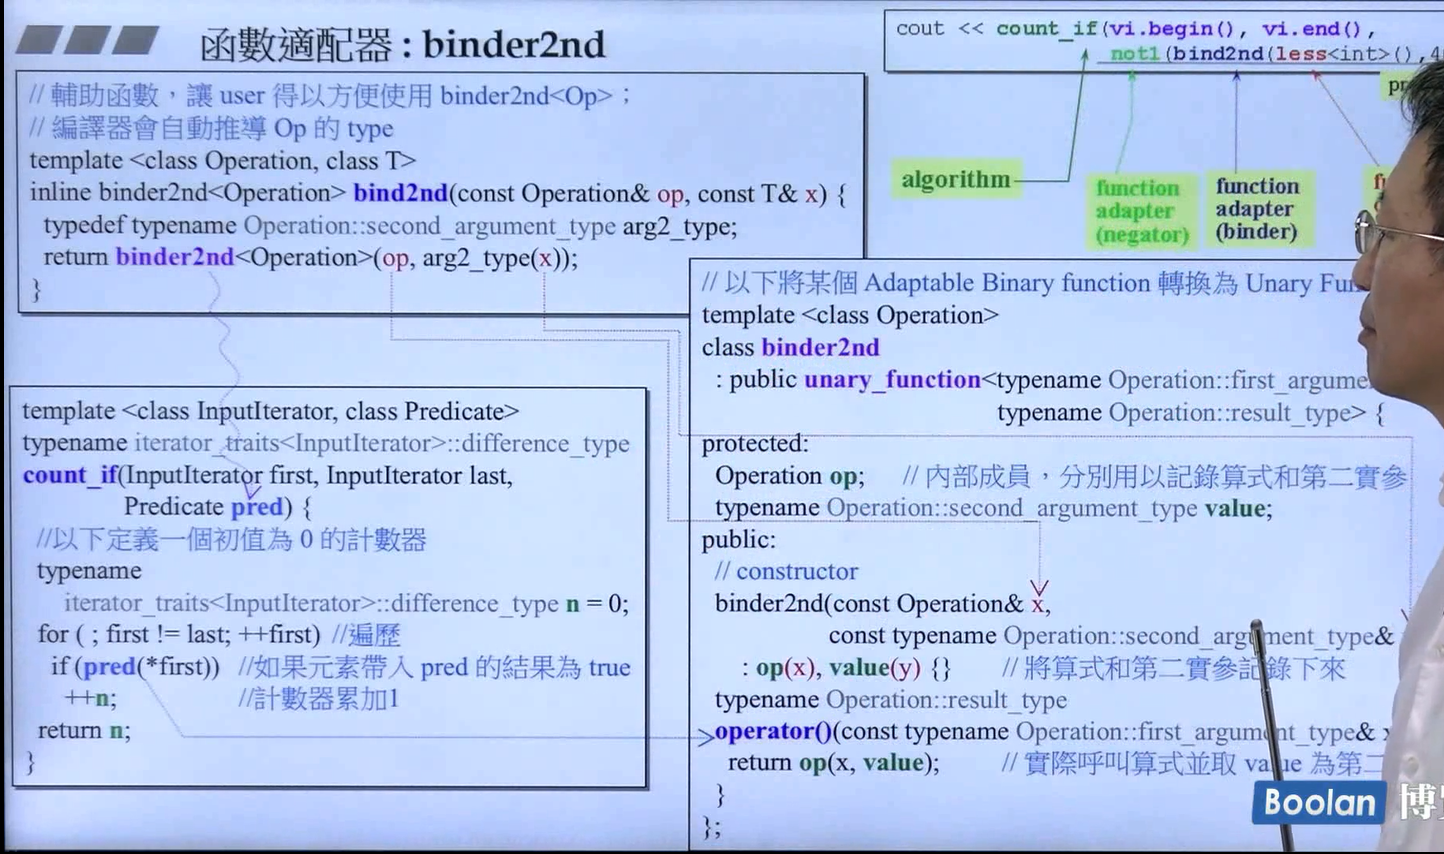 函數適配器 : binder2nd
// 輔助函數，讓 user 得以方便使用 binder2nd<Op>；
// 編譯器會自動推導 Op 的 type
template <class Operation, class T>
inline binder2nd<Operation> bind2nd(const Operation& op, const T& x) {
typedef typename Operation::second_argument_type arg2_type;
return binder2nd<Operation>(op, arg2_type(x));
}
cout << count_if(vi.begin(), vi.end(),
not1(bind2nd(less<int>(),4
algorithm
function
adapter
(negator)
function
adapter
(binder)
template <class InputIterator, class Predicate>
typename iterator_traits<InputIterator>::difference_type
count_if(InputIterator first, InputIterator last,
Predicate pred) {
//以下定義一個初值為 0 的計數器
typename
iterator_traits<InputIterator>::difference_type n = 0;
for ( ; first != last; ++first) //遍歷
if (pred(*first)) //如果元素帶入 pred 的結果為 true
++n; //計數器累加1
return n;
}
// 以下將某個 Adaptable Binary function 轉換為 Unary Fun
template <class Operation>
class binder2nd
: public unary_function<typename Operation::first_argume
typename Operation::result_type> {
protected:
Operation op; // 內部成員，分別用以記錄算式和第二實參
typename Operation::second_argument_type value;
public:
// constructor
binder2nd(const Operation& x,
const typename Operation::second_argument_type&
: op(x), value(y) {} // 將算式和第二實參記錄下來
typename Operation::result_type
operator()(const typename Operation::first_argument_type& x
return op(x, value); // 實際呼叫算式並取 value 為第二
}
};
Boolan 博